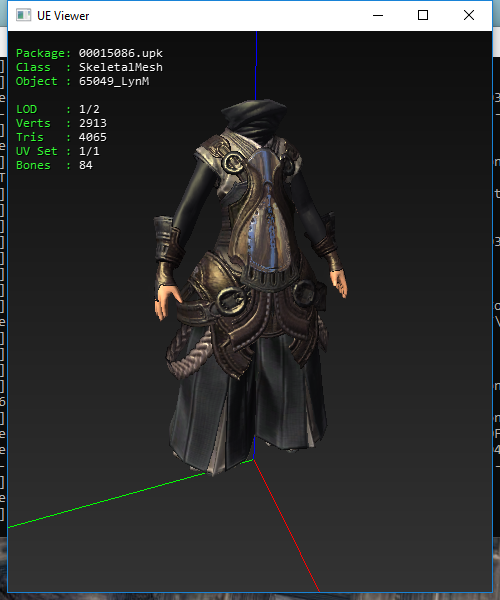 UE Viewer
Package: 00015086.upk
Class : SkeletalMesh
Object : 65049_LynM
LOD : 1/2
Verts : 2913
Tris : 4065
UV Set : 1/1
Bones : 84